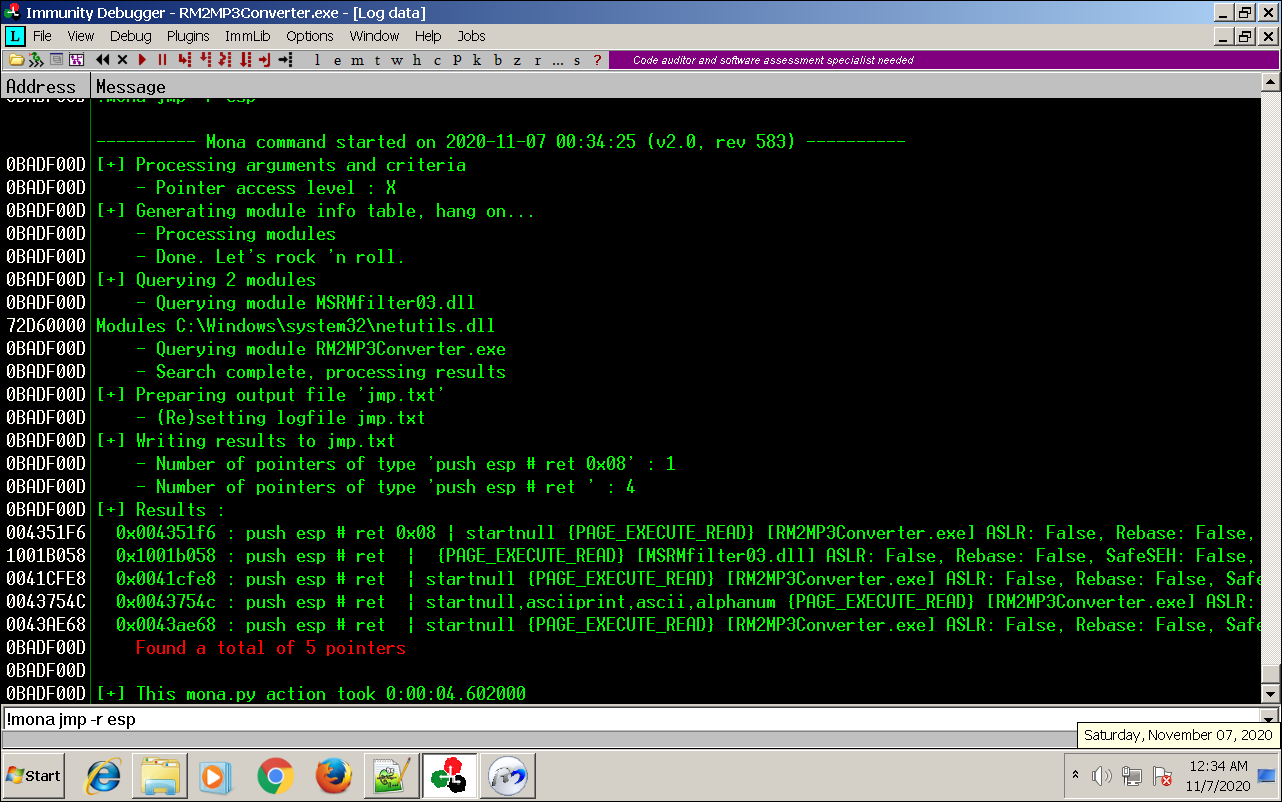 Immunity Debugger - RM2MP3Converter.exe - [Log data]
L File View Debug Plugins ImmLib Options Window Help Jobs
l e m t w h c P k b z r ... s ? Code auditor and software assessment specialist needed
Address Message
0BADF00D !mona jmp -r esp
---------- Mona command started on 2020-11-07 00:34:25 (v2.0, rev 583) ----------
0BADF00D [+] Processing arguments and criteria
0BADF00D - Pointer access level : X
0BADF00D [+] Generating module info table, hang on...
0BADF00D - Processing modules
0BADF00D - Done. Let's rock 'n roll.
0BADF00D [+] Querying 2 modules
0BADF00D - Querying module MSRMfilter03.dll
72D60000 Modules C:\Windows\system32\netutils.dll
0BADF00D - Querying module RM2MP3Converter.exe
0BADF00D - Search complete, processing results
0BADF00D [+] Preparing output file 'jmp.txt'
0BADF00D - (Re)setting logfile jmp.txt
0BADF00D [+] Writing results to jmp.txt
0BADF00D - Number of pointers of type 'push esp # ret 0x08' : 1
0BADF00D - Number of pointers of type 'push esp # ret ' : 4
0BADF00D [+] Results :
004351F6 0x004351f6 : push esp # ret 0x08 | startnull {PAGE_EXECUTE_READ} [RM2MP3Converter.exe] ASLR: False, Rebase: False,
1001B058 0x1001b058 : push esp # ret | {PAGE_EXECUTE_READ} [MSRMfilter03.dll] ASLR: False, Rebase: False, SafeSEH: False,
0041CFE8 0x0041cfe8 : push esp # ret | startnull {PAGE_EXECUTE_READ} [RM2MP3Converter.exe] ASLR: False, Rebase: False, Safe
0043754C 0x0043754c : push esp # ret | startnull,asciiprint,ascii,alphanum {PAGE_EXECUTE_READ} [RM2MP3Converter.exe] ASLR:
0043AE68 0x0043ae68 : push esp # ret | startnull {PAGE_EXECUTE_READ} [RM2MP3Converter.exe] ASLR: False, Rebase: False, Safe
0BADF00D Found a total of 5 pointers
0BADF00D
0BADF00D [+] This mona.py action took 0:00:04.602000
!mona jmp -r esp
Saturday, November 07, 2020
Start
12:34 AM
11/7/2020